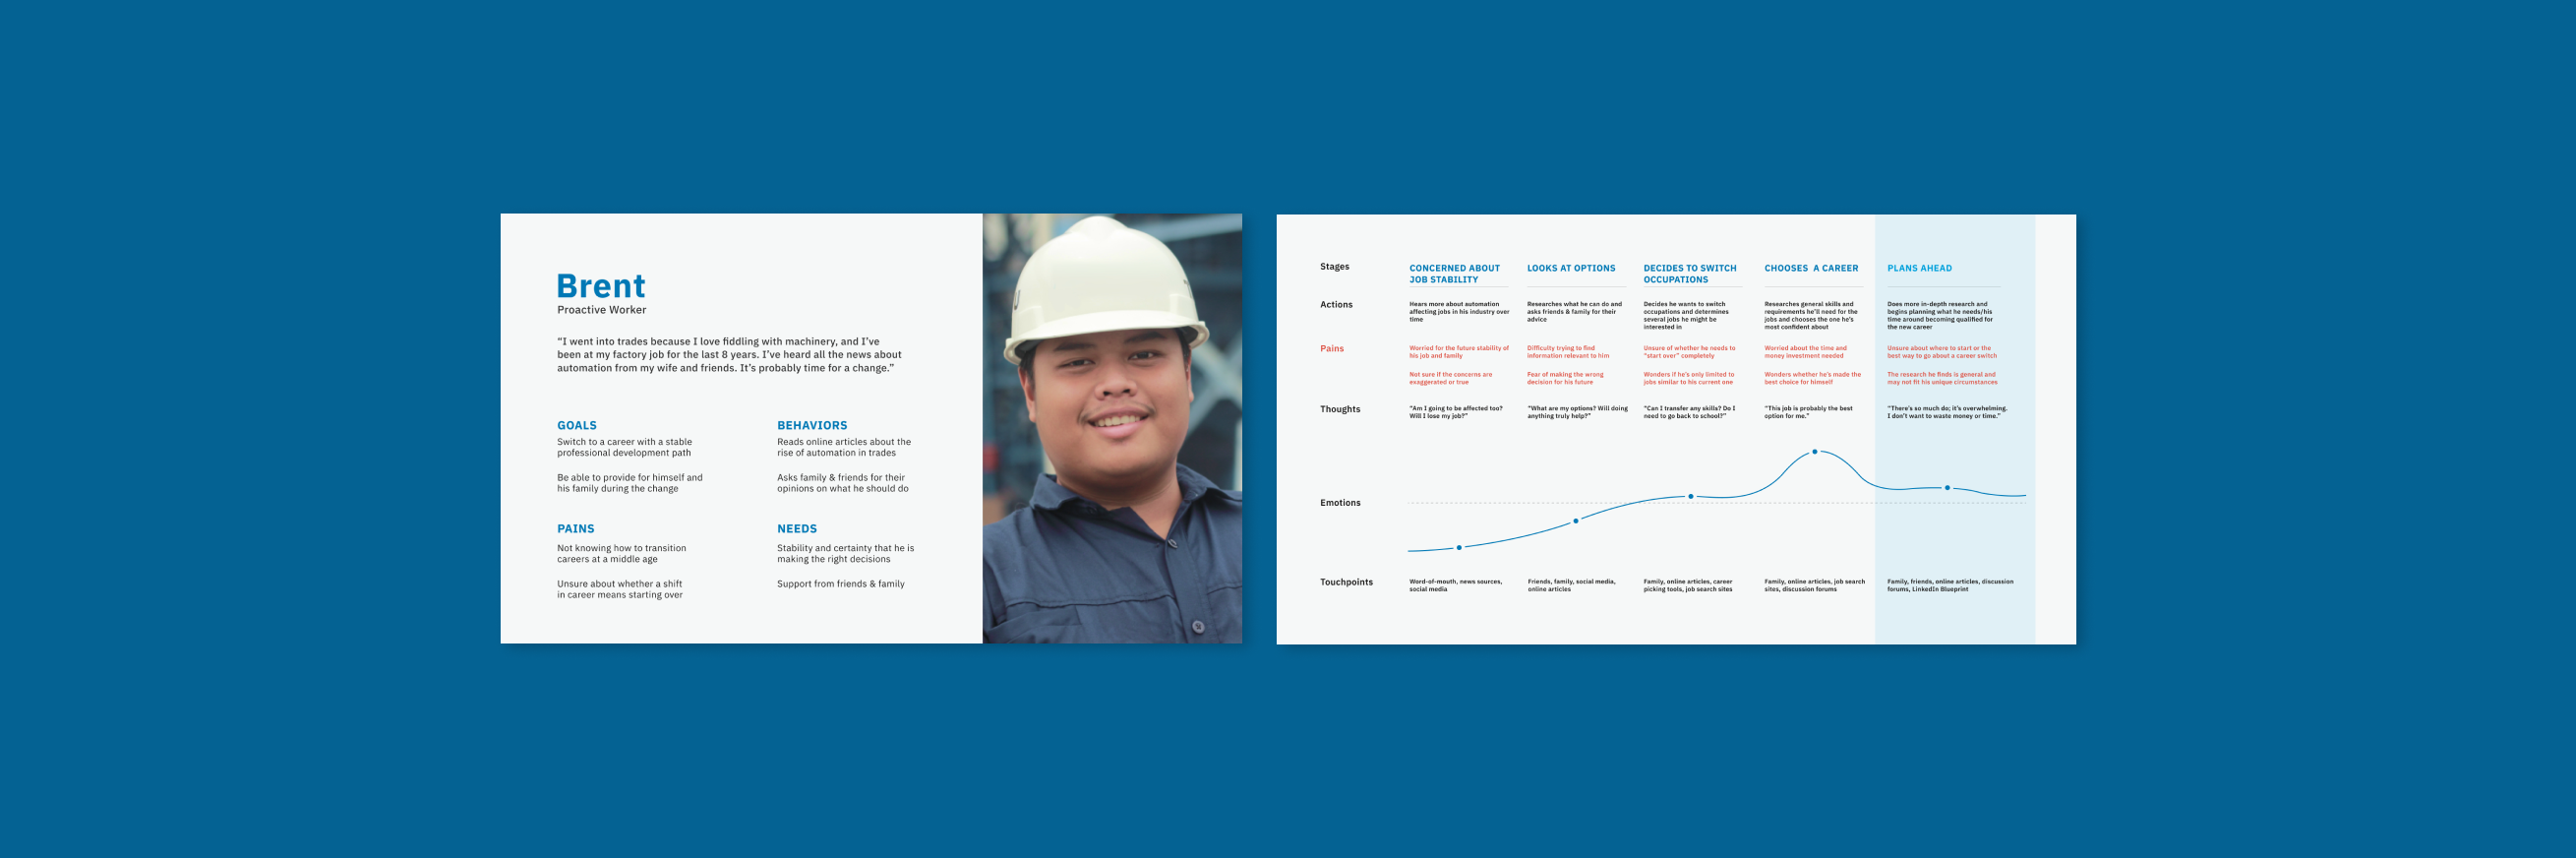 Brent
Proactive Worker
“I went into trades because I love fiddling with machinery, and I’ve
been at my factory job for the last 8 years. I’ve heard all the news about
automation from my wife and friends. It’s probably time for a change.”
GOALS
Switch to a career with a stable
professional development path
Be able to provide for himself and
his family during the change
BEHAVIORS
Reads online articles about the
rise of automation in trades
Asks family & friends for their
opinions on what he should do
PAINS
Not knowing how to transition
careers at a middle age
Unsure about whether a shift
in career means starting over
NEEDS
Stability and certainty that he is
making the right decisions
Support from friends & family
Stages
CONCERNED ABOUT
JOB STABILITY
LOOKS AT OPTIONS
DECIDES TO SWITCH
OCCUPATIONS
CHOOSES  A CAREER
PLANS AHEAD
Actions
Hears more about automation
affecting jobs in his industry over
time
Researches what he can do and
asks friends & family for their
advice
Decides he wants to switch
occupations and determines
several jobs he might be
interested in
Researches general skills and
requirements he’ll need for the
jobs and chooses the one he’s
most confident about
Does more in-depth research and
begins planning what he needs/his
time around becoming qualified for
the new career
Pains
Worried for the future stability of
his job and family
Not sure if the concerns are
exaggerated or true
Difficulty trying to find
information relevant to him
Fear of making the wrong
decision for his future
Unsure of whether he needs to
“start over” completely
Wonders if he’s only limited to
jobs similar to his current one
Worried about the time and
money investment needed
Wonders whether he’s made the
best choice for himself
Unsure about where to start or the
best way to go about a career switch
The research he finds is general and
may not fit his unique circumstances
Thoughts
“Am I going to be affected too?
Will I lose my job?”
“What are my options? Will doing
anything truly help?”
“Can I transfer any skills? Do I
need to go back to school?”
“This job is probably the best
option for me.”
“There’s so much do; it’s overwhelming.
I don’t want to waste money or time.”
Emotions
Touchpoints
Word-of-mouth, news sources,
social media
Friends, family, social media,
online articles
Family, online articles, career
picking tools, job search sites
Family, online articles, job search
sites, discussion forums
Family, friends, online articles, discussion
forums, LinkedIn Blueprint